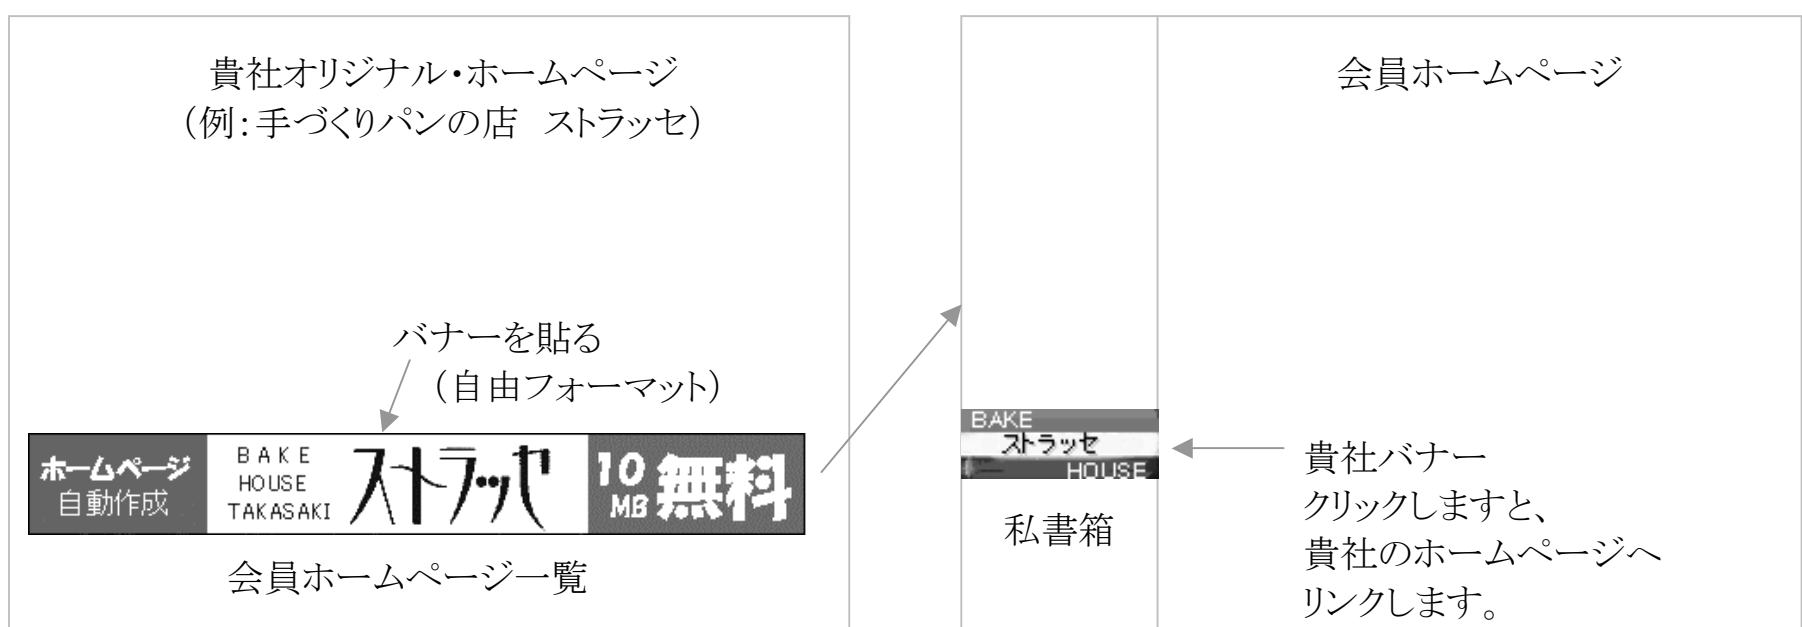 貴社オリジナル・ホームページ
（例：手づくりパンの店　ストラッセ）
バナーを貼る
（自由フォーマット）
ホームページ
自動作成
BAKE
HOUSE
TAKASAKI
ストラッセ
10
MB
無料
会員ホームページ一覧
会員ホームページ
BAKE
ストラッセ
HOUSE
私書箱
貴社バナー
クリックしますと、
貴社のホームページへ
リンクします。